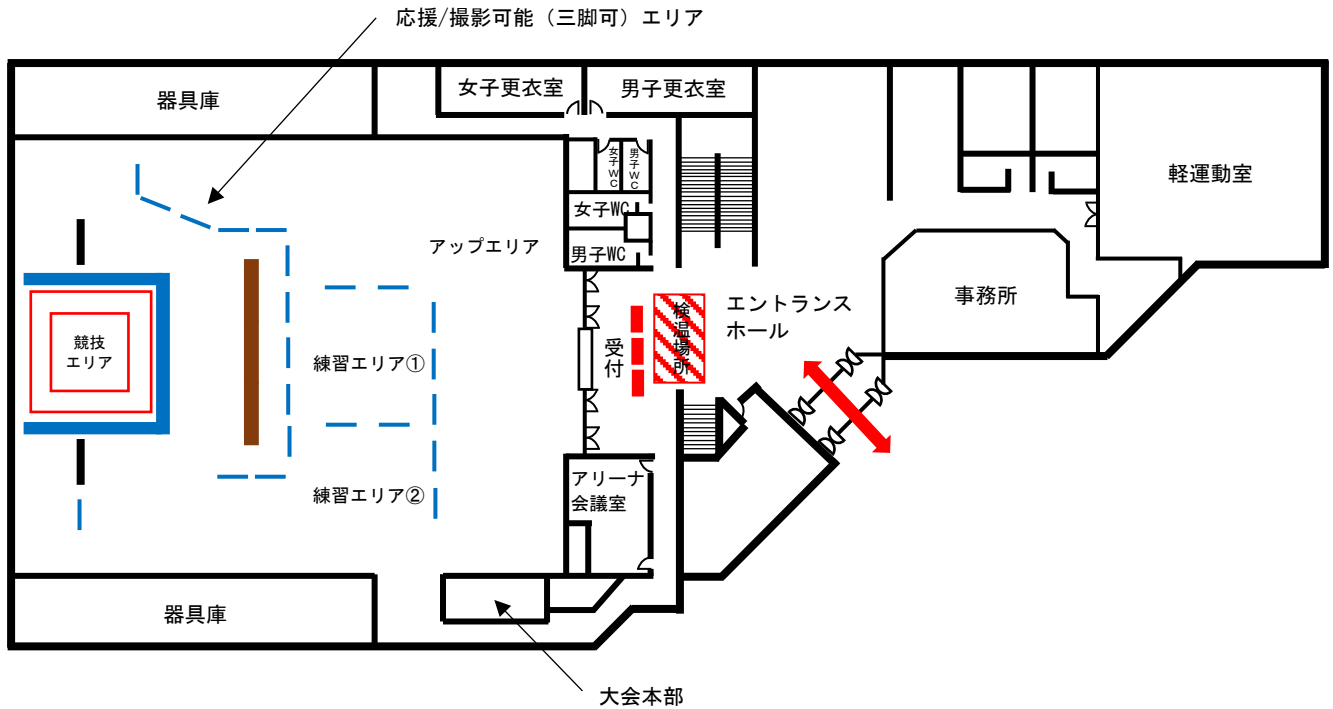 応援/撮影可能（三脚可）エリア
器具庫
女子更衣室
男子更衣室
女子WC
男子WC
軽運動室
女子WC
男子WC
アップエリア
事務所
エントランス
ホール
検温場所
受付
競技
エリア
練習エリア①
練習エリア②
アリーナ
会議室
器具庫
大会本部